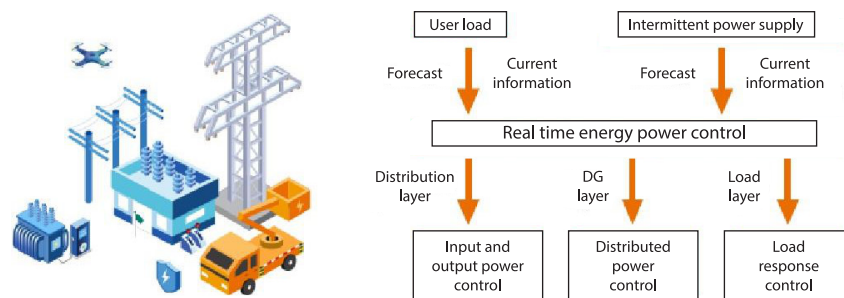 User load
Intermittent power supply
Forecast
Current
information
Forecast
Current
information
Real time energy power control
Distribution
layer
DG
layer
Load
layer
Input and
output power
control
Distributed
power
control
Load
response
control